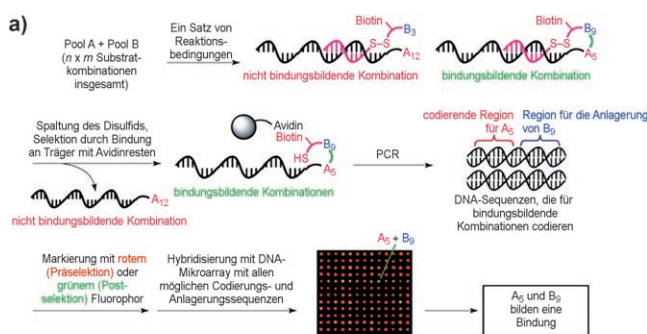 a)
Pool A + Pool B
(n x m Substrat-
kombinationen
insgesamt)
Ein Satz von
Reaktions-
bedingungen
Biotin
B3
S–S
A12
nicht bindungsbildende Kombination
Biotin
B9
S–S
A5
bindungsbildende Kombination
Spaltung des Disulfids,
Selektion durch Bindung
an Träger mit Avidinresten
A12
nicht bindungsbildende Kombination
Avidin
Biotin
B9
HS
A5
bindungsbildende Kombinationen
PCR
codierende Region
für A5
Region für die Anlagerung
von B9
DNA-Sequenzen, die für
bindungsbildende
Kombinationen codieren
Markierung mit rotem
(Präselektion) oder
grünem (Post-
selektion) Fluorophor
Hybridisierung mit DNA-
Mikroarray mit allen
möglichen Codierungs- und
Anlagerungssequenzen
A5 + B9
A5 und B9
bilden eine
Bindung